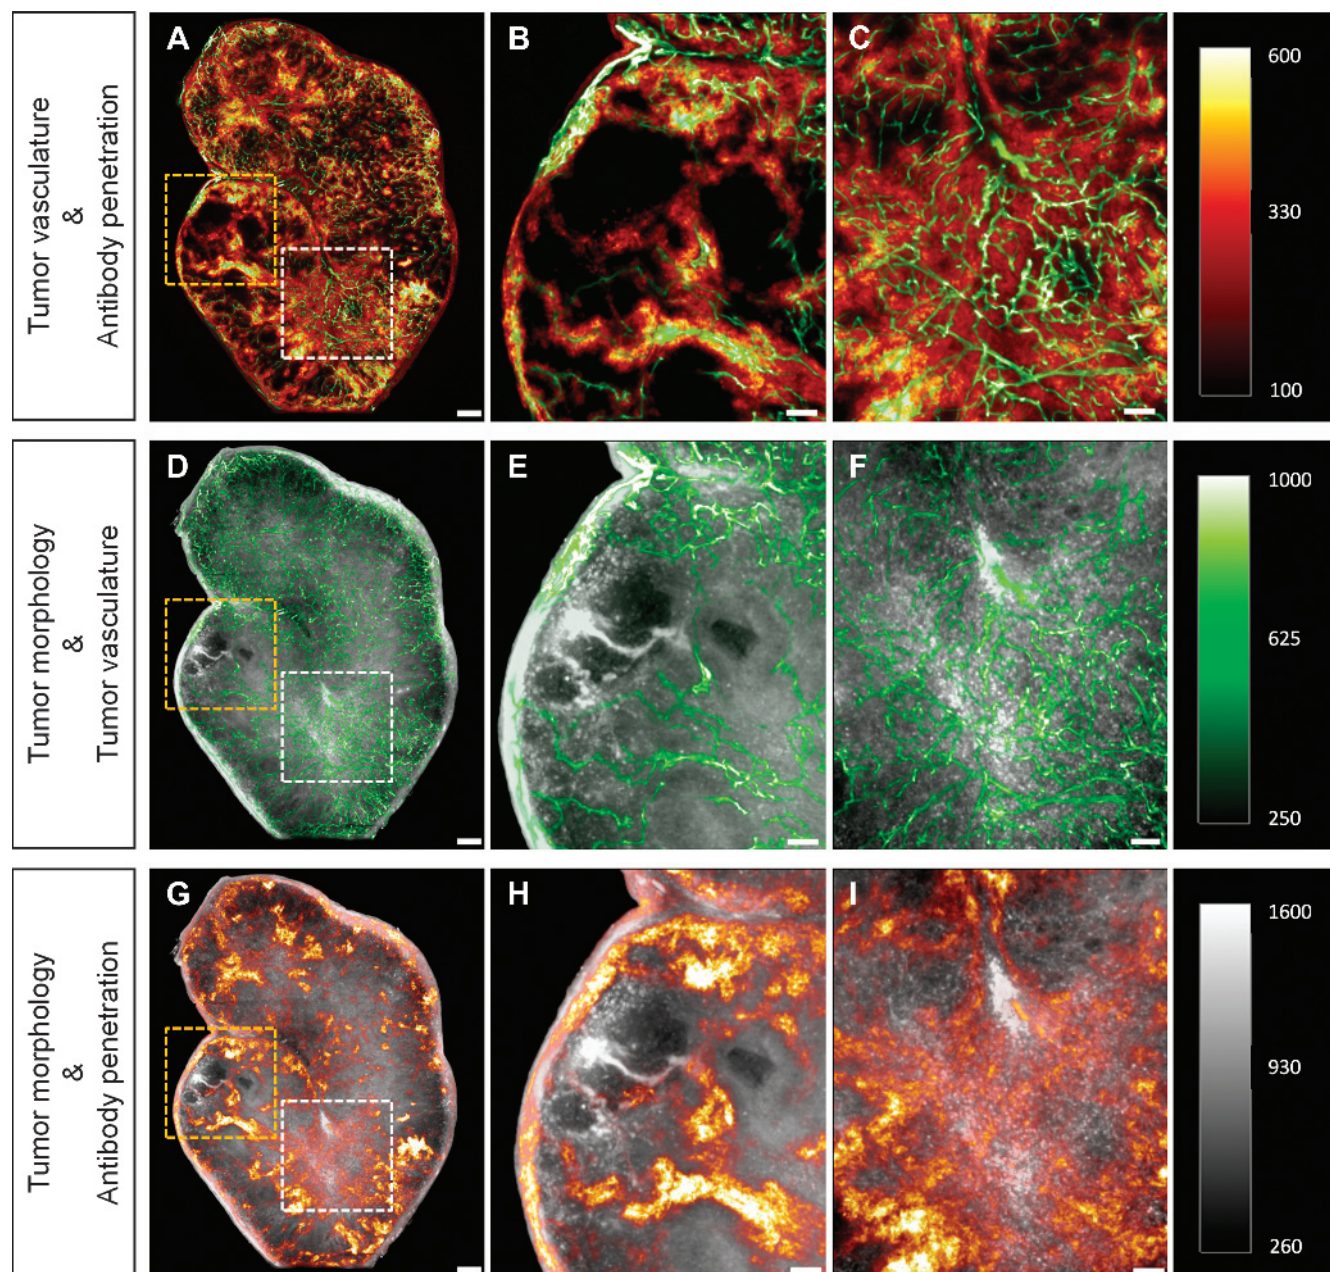 Tumor vasculature
&
Antibody penetration
A
B
C
600
330
100
Tumor morphology
&
Tumor vasculature
D
E
F
1000
625
250
Tumor morphology
&
Antibody penetration
G
H
I
1600
930
260